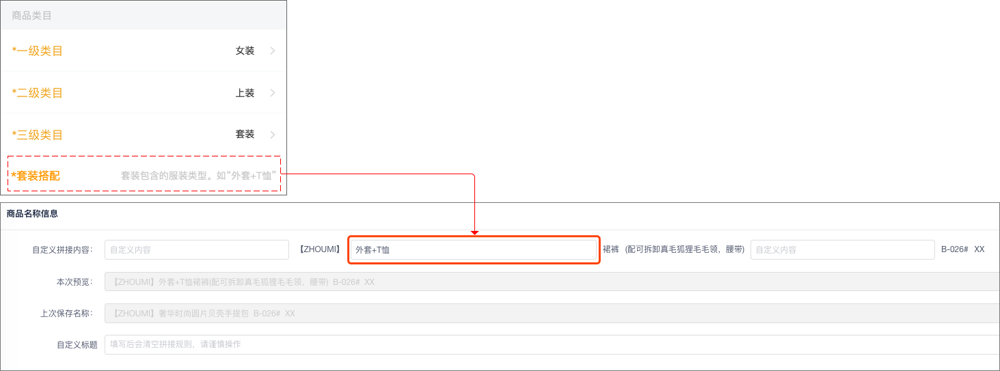 商品类目
*一级类目 女装
*二级类目 上装
*三级类目 套装
*套装搭配 套装包含的服装类型。如“外套+T恤”
商品名称信息
自定义拼接内容： 自定义内容 【ZHOUMI】 外套+T恤 裙裤 (配可拆卸真毛狐狸毛毛领，腰带) 自定义内容 B-026# XX
本次预览： 【ZHOUMI】外套+T恤裙裤(配可拆卸真毛狐狸毛毛领，腰带) B-026# XX
上次保存名称： 【ZHOUMI】奢华时尚圆片贝壳手提包 B-026# XX
自定义标题 填写后会清空拼接规则，请谨慎操作